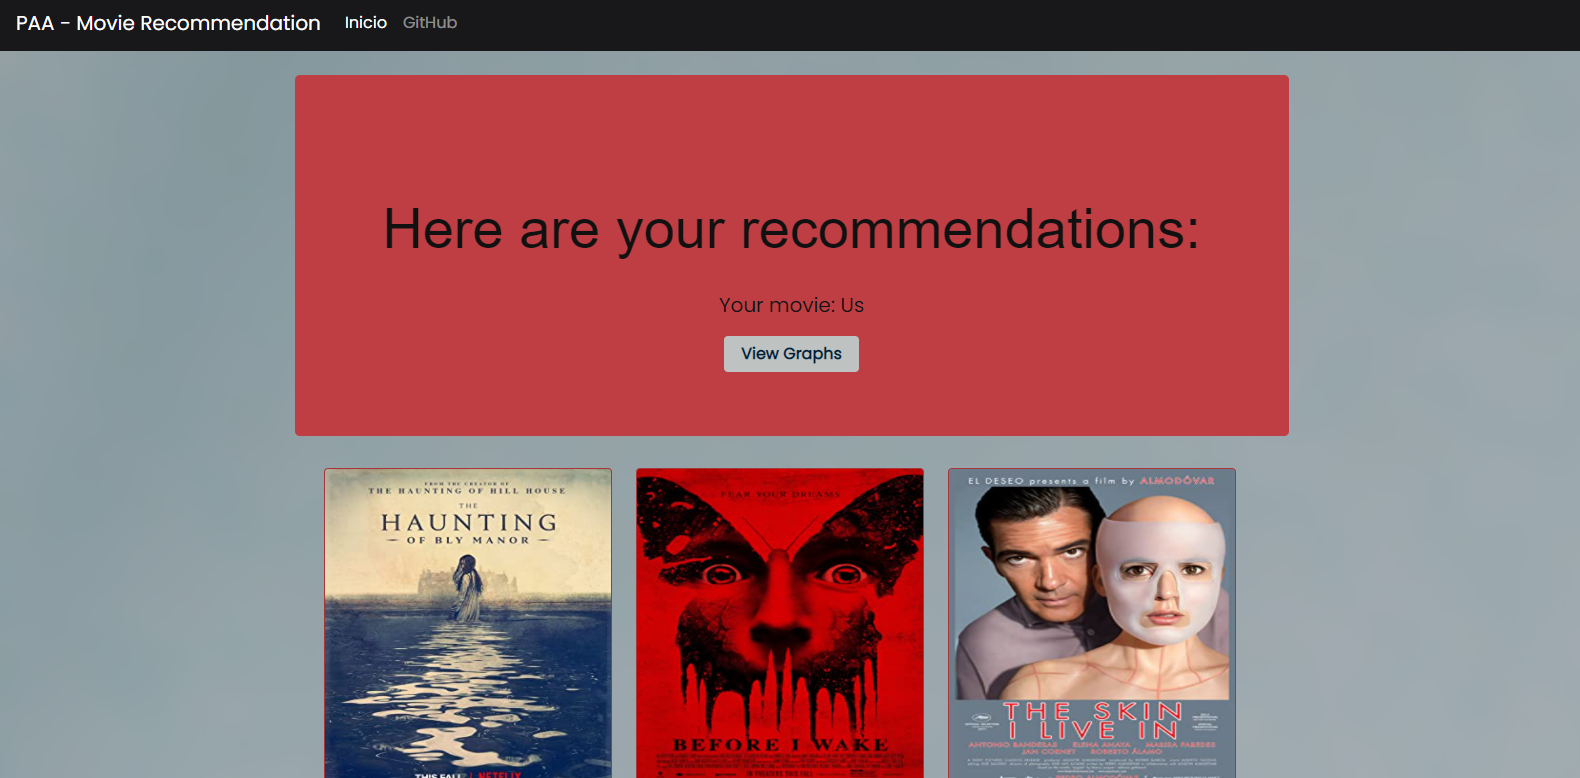 PAA - Movie Recommendation Inicio GitHub
Here are your recommendations:
Your movie: Us
View Graphs
FROM THE CREATOR OF
THE HAUNTING OF HILL HOUSE
THE
HAUNTING
OF BLY MANOR
THIS FALL NETFLIX
FEAR YOUR DREAMS
BEFORE I WAKE
IN THEATERS THIS FALL
EL DESEO presents a film by ALMODÓVAR
THE SKIN
I LIVE IN
ANTONIO BANDERAS ELENA ANAYA MARISA PAREDES
JAN CORNET ROBERTO ÁLAMO